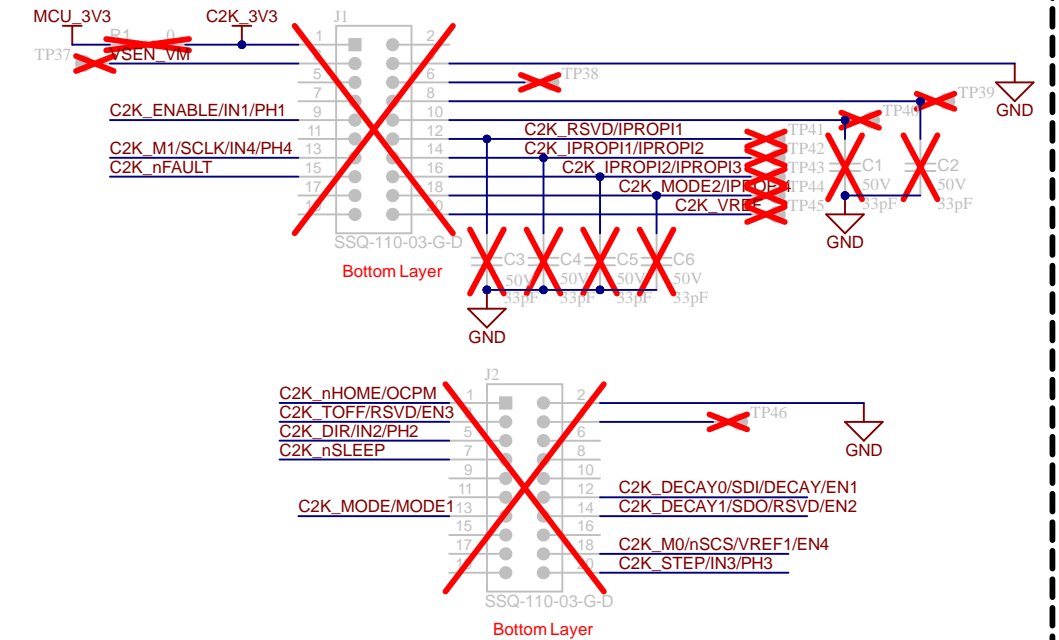 MCU_3V3
C2K_3V3
J1
R1 0
TP37
VSEN_VM
1
2
5
6
TP38
7
8
TP39
GND
C2K_ENABLE/IN1/PH1
9
10
TP40
11
12
C2K_RSVD/IPROPI1
TP41
C2K_M1/SCLK/IN4/PH4
13
14
C2K_IPROPI1/IPROPI2
TP42
C2K_nFAULT
15
16
C2K_IPROPI2/IPROPI3
TP43
17
18
C2K_MODE2/IPROPI4
TP44
20
C2K_VREF
TP45
C1
50V
33pF
C2
50V
33pF
GND
SSQ-110-03-G-D
Bottom Layer
C3
50V
33pF
C4
50V
33pF
C5
50V
33pF
C6
50V
33pF
GND
J2
C2K_nHOME/OCPM
1
2
C2K_TOFF/RSVD/EN3
TP46
C2K_DIR/IN2/PH2
5
6
GND
C2K_nSLEEP
7
8
9
10
11
12
C2K_DECAY0/SDI/DECAY/EN1
C2K_MODE/MODE1
13
14
C2K_DECAY1/SDO/RSVD/EN2
15
16
17
18
C2K_M0/nSCS/VREF1/EN4
20
C2K_STEP/IN3/PH3
SSQ-110-03-G-D
Bottom Layer